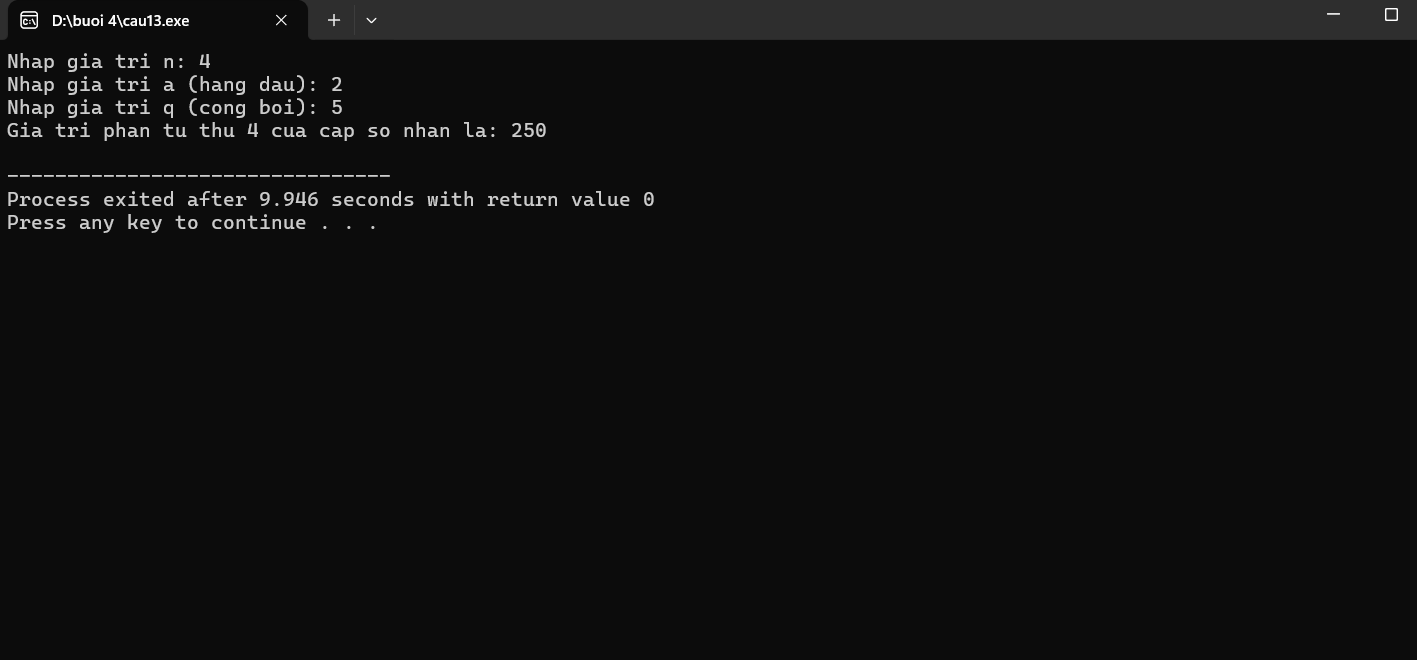 D:\buoi 4\cau13.exe
Nhap gia tri n: 4
Nhap gia tri a (hang dau): 2
Nhap gia tri q (cong boi): 5
Gia tri phan tu thu 4 cua cap so nhan la: 250
--------------------------------
Process exited after 9.946 seconds with return value 0
Press any key to continue . . .